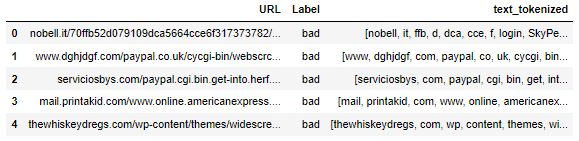 URL Label text_tokenized
0 nobell.it/70ffb52d079109dca5664cce6f317373782/... bad [nobell, it, ffb, d, dca, cce, f, login, SkyPe...
1 www.dghjdgf.com/paypal.co.uk/cycgi-bin/webscrc... bad [www, dghjdgf, com, paypal, co, uk, cycgi, bin...
2 serviciosbys.com/paypal.cgi.bin.get-into.herf.... bad [serviciosbys, com, paypal, cgi, bin, get, int...
3 mail.printakid.com/www.online.americanexpress.... bad [mail, printakid, com, www, online, americanex...
4 thewhiskeydregs.com/wp-content/themes/widescre... bad [thewhiskeydregs, com, wp, content, themes, wi...